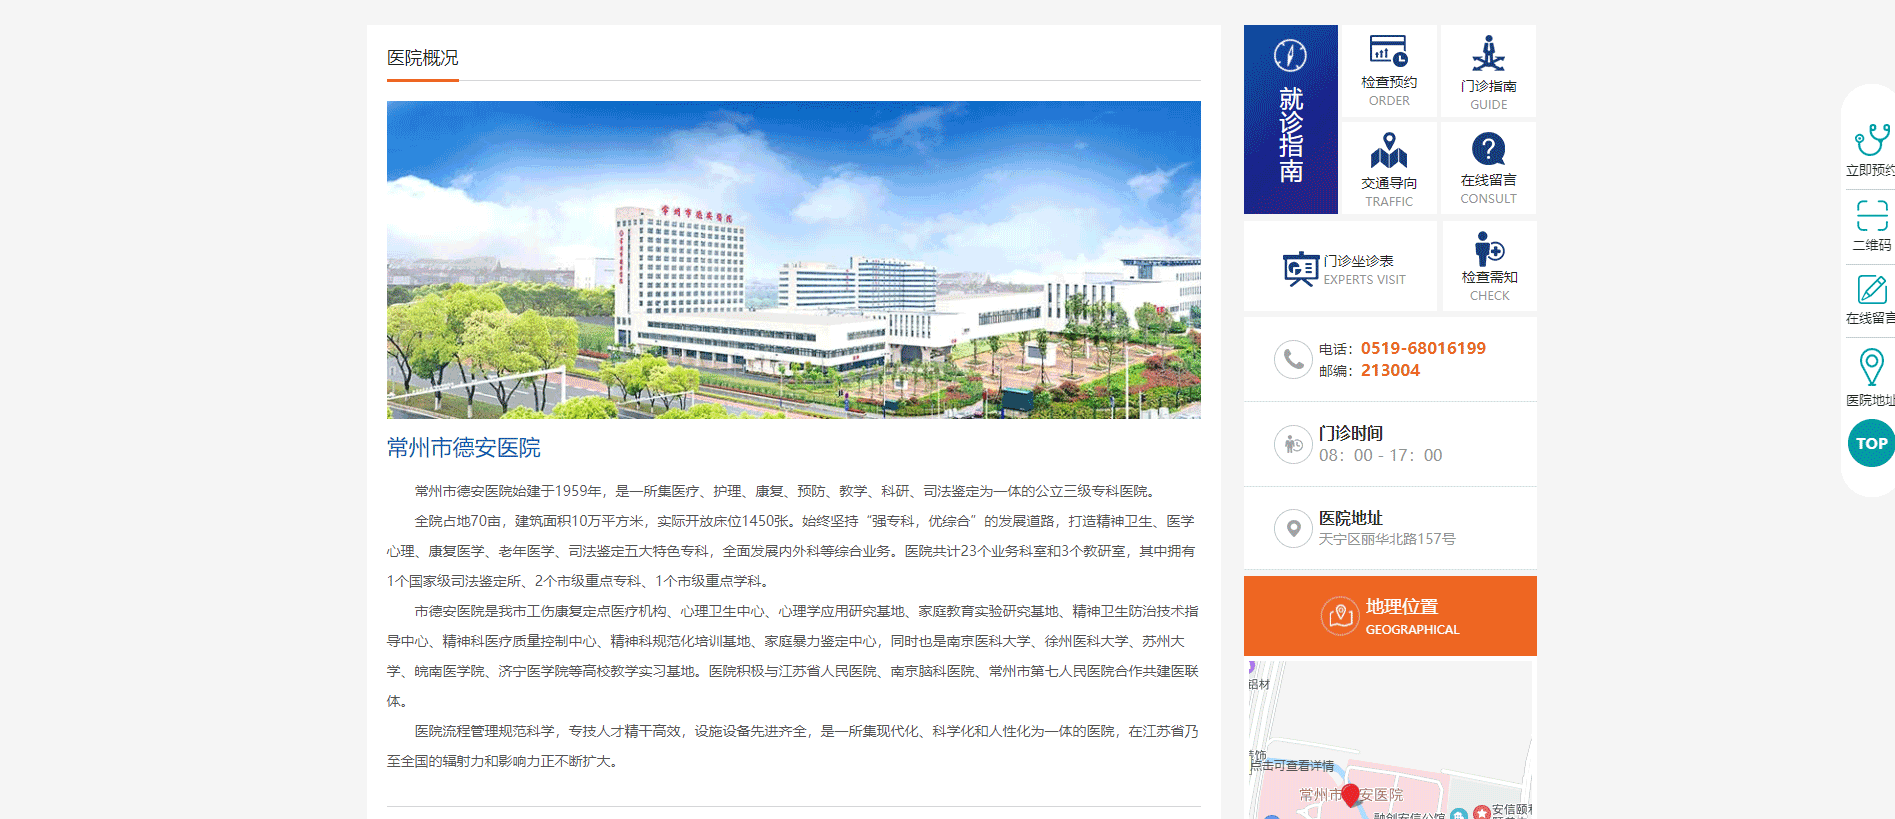 医院概况
常州市德安医院
常州市德安医院
常州市德安医院始建于1959年，是一所集医疗、护理、康复、预防、教学、科研、司法鉴定为一体的公立三级专科医院。
全院占地70亩，建筑面积10万平方米，实际开放床位1450张。始终坚持“强专科，优综合”的发展道路，打造精神卫生、医学
心理、康复医学、老年医学、司法鉴定五大特色专科，全面发展内外科等综合业务。医院共计23个业务科室和3个教研室，其中拥有
1个国家级司法鉴定所、2个市级重点专科、1个市级重点学科。
市德安医院是我市工伤康复定点医疗机构、心理卫生中心、心理学应用研究基地、家庭教育实验研究基地、精神卫生防治技术指
导中心、精神科医疗质量控制中心、精神科规范化培训基地、家庭暴力鉴定中心，同时也是南京医科大学、徐州医科大学、苏州大
学、皖南医学院、济宁医学院等高校教学实习基地。医院积极与江苏省人民医院、南京脑科医院、常州市第七人民医院合作共建医联
体。
医院流程管理规范科学，专技人才精干高效，设施设备先进齐全，是一所集现代化、科学化和人性化为一体的医院，在江苏省乃
至全国的辐射力和影响力正不断扩大。
就诊指南
检查预约
ORDER
门诊指南
GUIDE
交通导向
TRAFFIC
在线留言
CONSULT
门诊坐诊表
EXPERTS VISIT
检查需知
CHECK
电话：0519-68016199
邮编：213004
门诊时间
08：00 - 17：00
医院地址
天宁区丽华北路157号
地理位置
GEOGRAPHICAL
铝材
装饰
点击可查看详情
常州市 安医院
融创安信公馆
安信颐和
立即预约
二维码
在线留言
医院地址
TOP